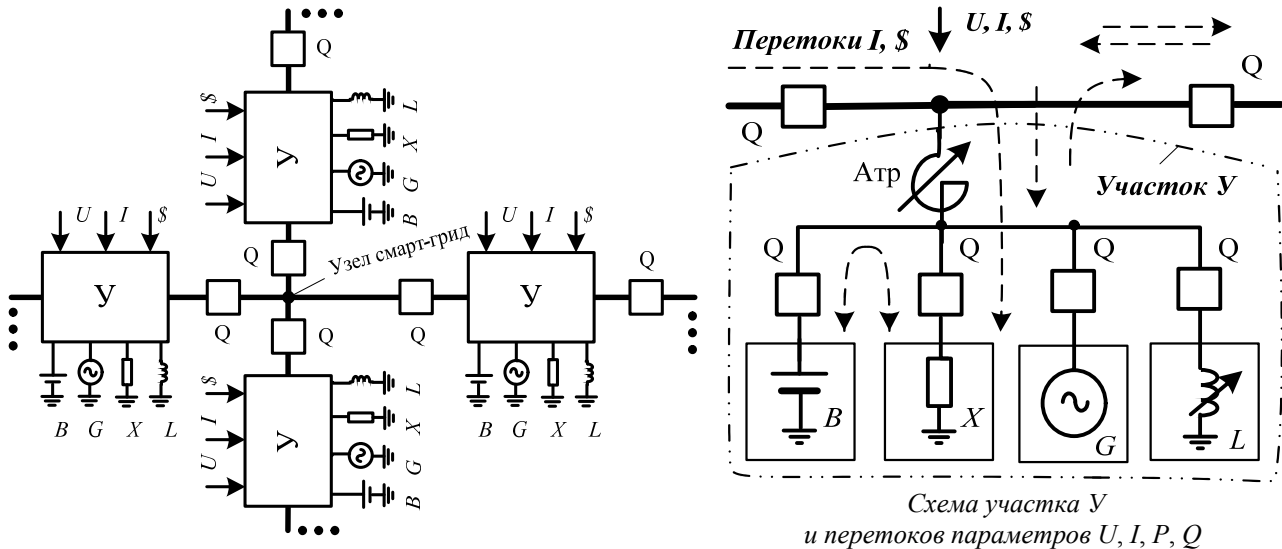 Q
$
I
U
У
L
X
G
B
U I $
У
B G X L
Q
Q
Узел смарт-грид
Q
Q
U I $
У
B G X L
Q
$
I
U
У
L
X
G
B
Перетоки I, $
U, I, $
Q
Q
Атр
Участок У
Q Q Q Q
B X G L
Схема участка У
и перетоков параметров U, I, P, Q